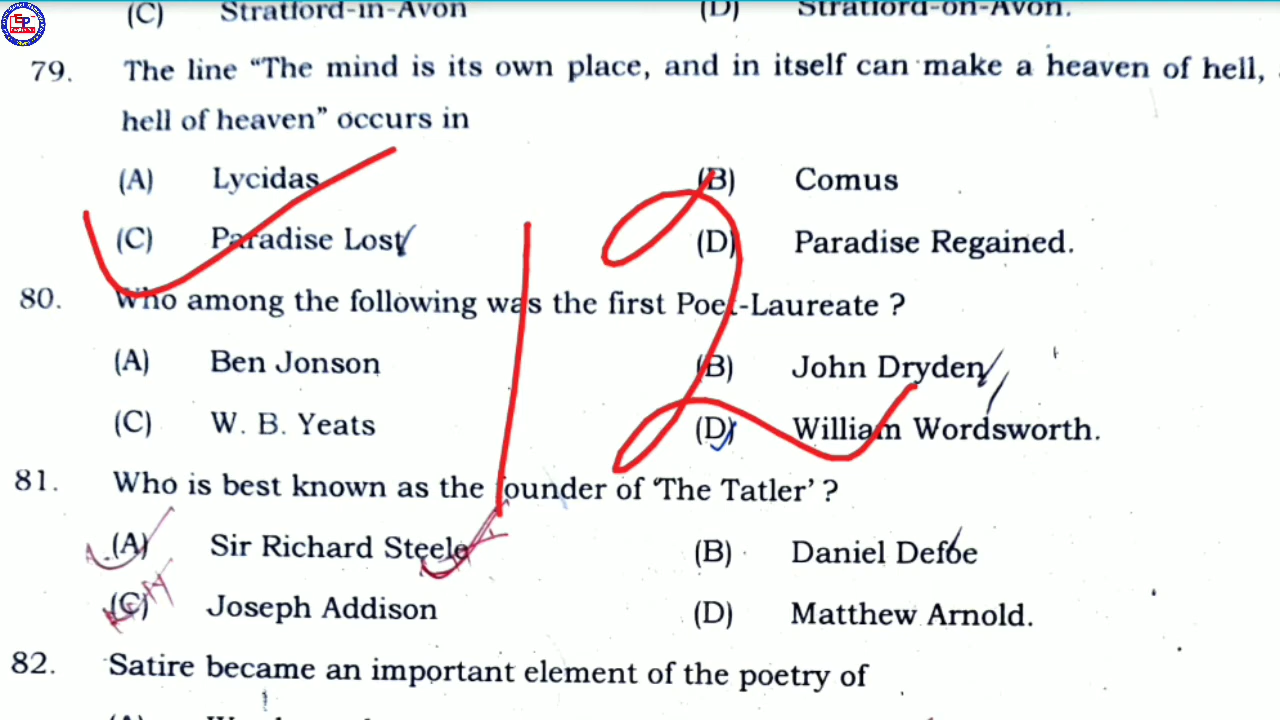 (C) Stratford-in-Avon (D) Stratford-on-Avon.
79. The line “The mind is its own place, and in itself can make a heaven of hell,
hell of heaven” occurs in
(A) Lycidas (B) Comus
(C) Paradise Lost (D) Paradise Regained.
80. Who among the following was the first Poet-Laureate ?
(A) Ben Jonson (B) John Dryden
(C) W. B. Yeats (D) William Wordsworth.
81. Who is best known as the founder of ‘The Tatler’ ?
(A) Sir Richard Steele (B) Daniel Defoe
(C) Joseph Addison (D) Matthew Arnold.
82. Satire became an important element of the poetry of
12
EP